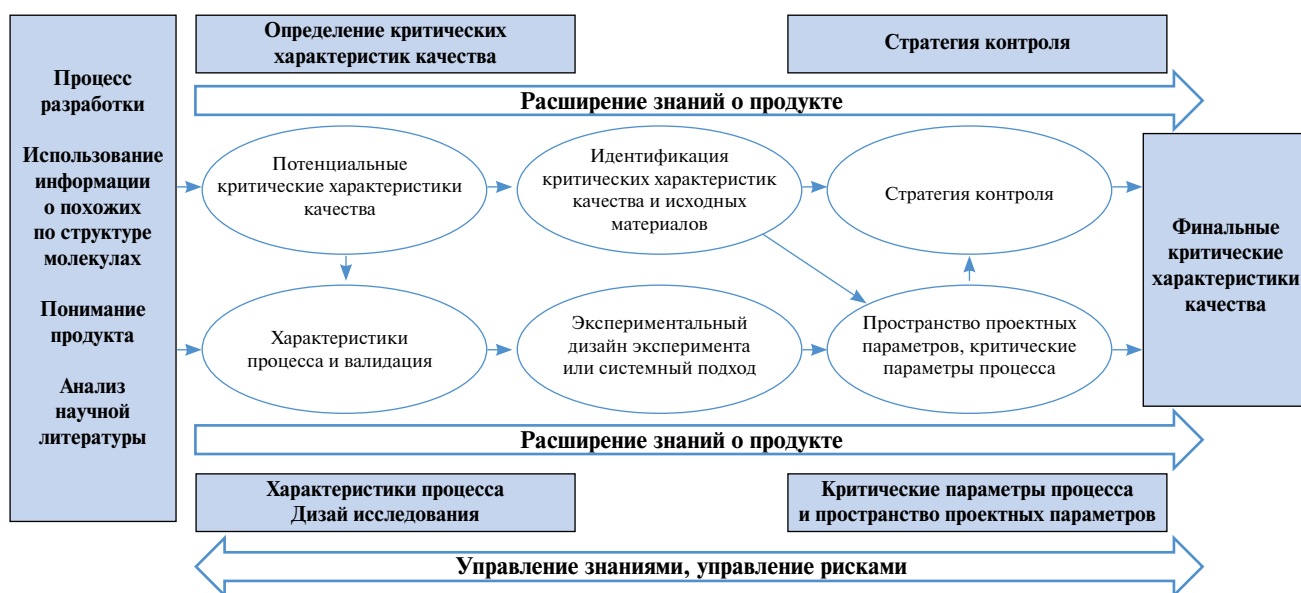 Процесс
разработки
Использование
информации
о похожих
по структуре
молекулах
Понимание
продукта
Анализ
научной
литературы
Определение критических
характеристик качества
Стратегия контроля
Расширение знаний о продукте
Потенциальные
критические характеристики
качества
Идентификация
критических характеристик
качества и исходных
материалов
Стратегия контроля
Характеристики
процесса и валидация
Экспериментальный
дизайн эксперимента
или системный подход
Пространство проектных
параметров, критические
параметры процесса
Финальные
критические
характеристики
качества
Расширение знаний о продукте
Характеристики процесса
Дизай исследования
Критические параметры процесса
и пространство проектных параметров
Управление знаниями, управление рисками